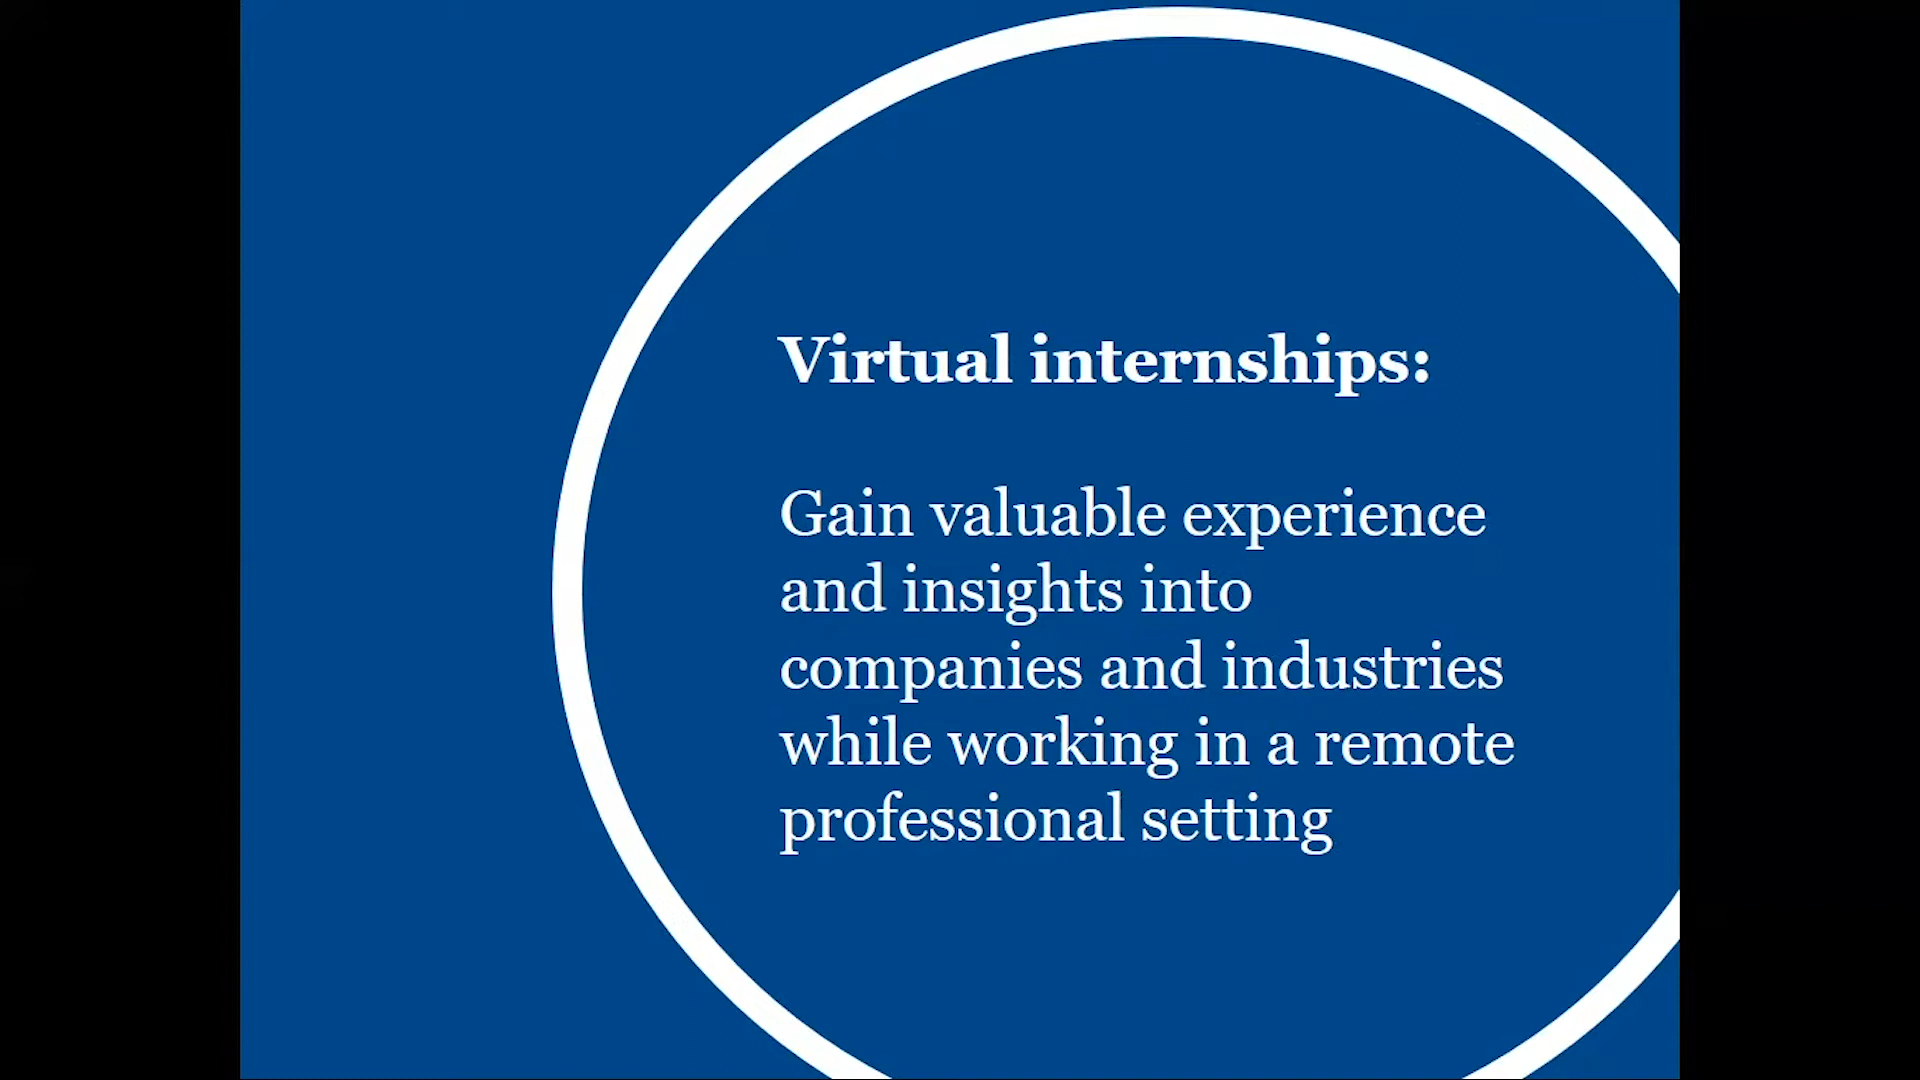 Virtual internships:
Gain valuable experience
and insights into
companies and industries
while working in a remote
professional setting